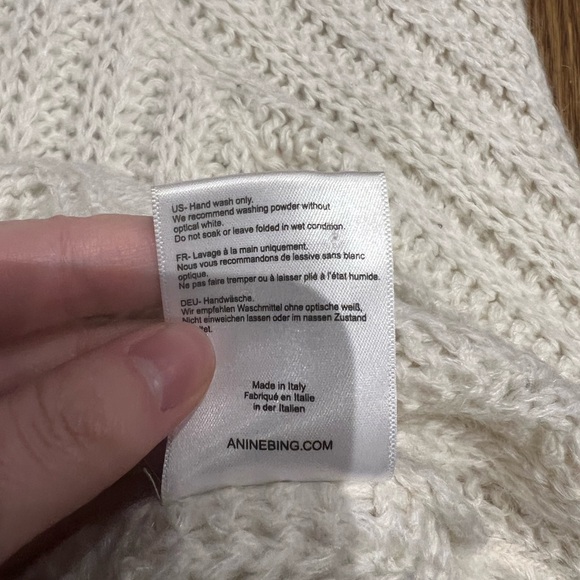 US- Hand wash only.
We recommend washing powder without
optical white.
Do not soak or leave folded in wet condition.
FR- Lavage à la main uniquement.
Nous vous recommandons de lessive sans blanc
optique.
Ne pas faire tremper ou à laisser plié à l'état humide.
DEU- Handwäsche.
Wir empfehlen Waschmittel ohne optische weiß,
Nicht einweichen lassen oder im nassen Zustand
Made in Italy
Fabriqué en Italie
in der Italien
ANINEBING.COM